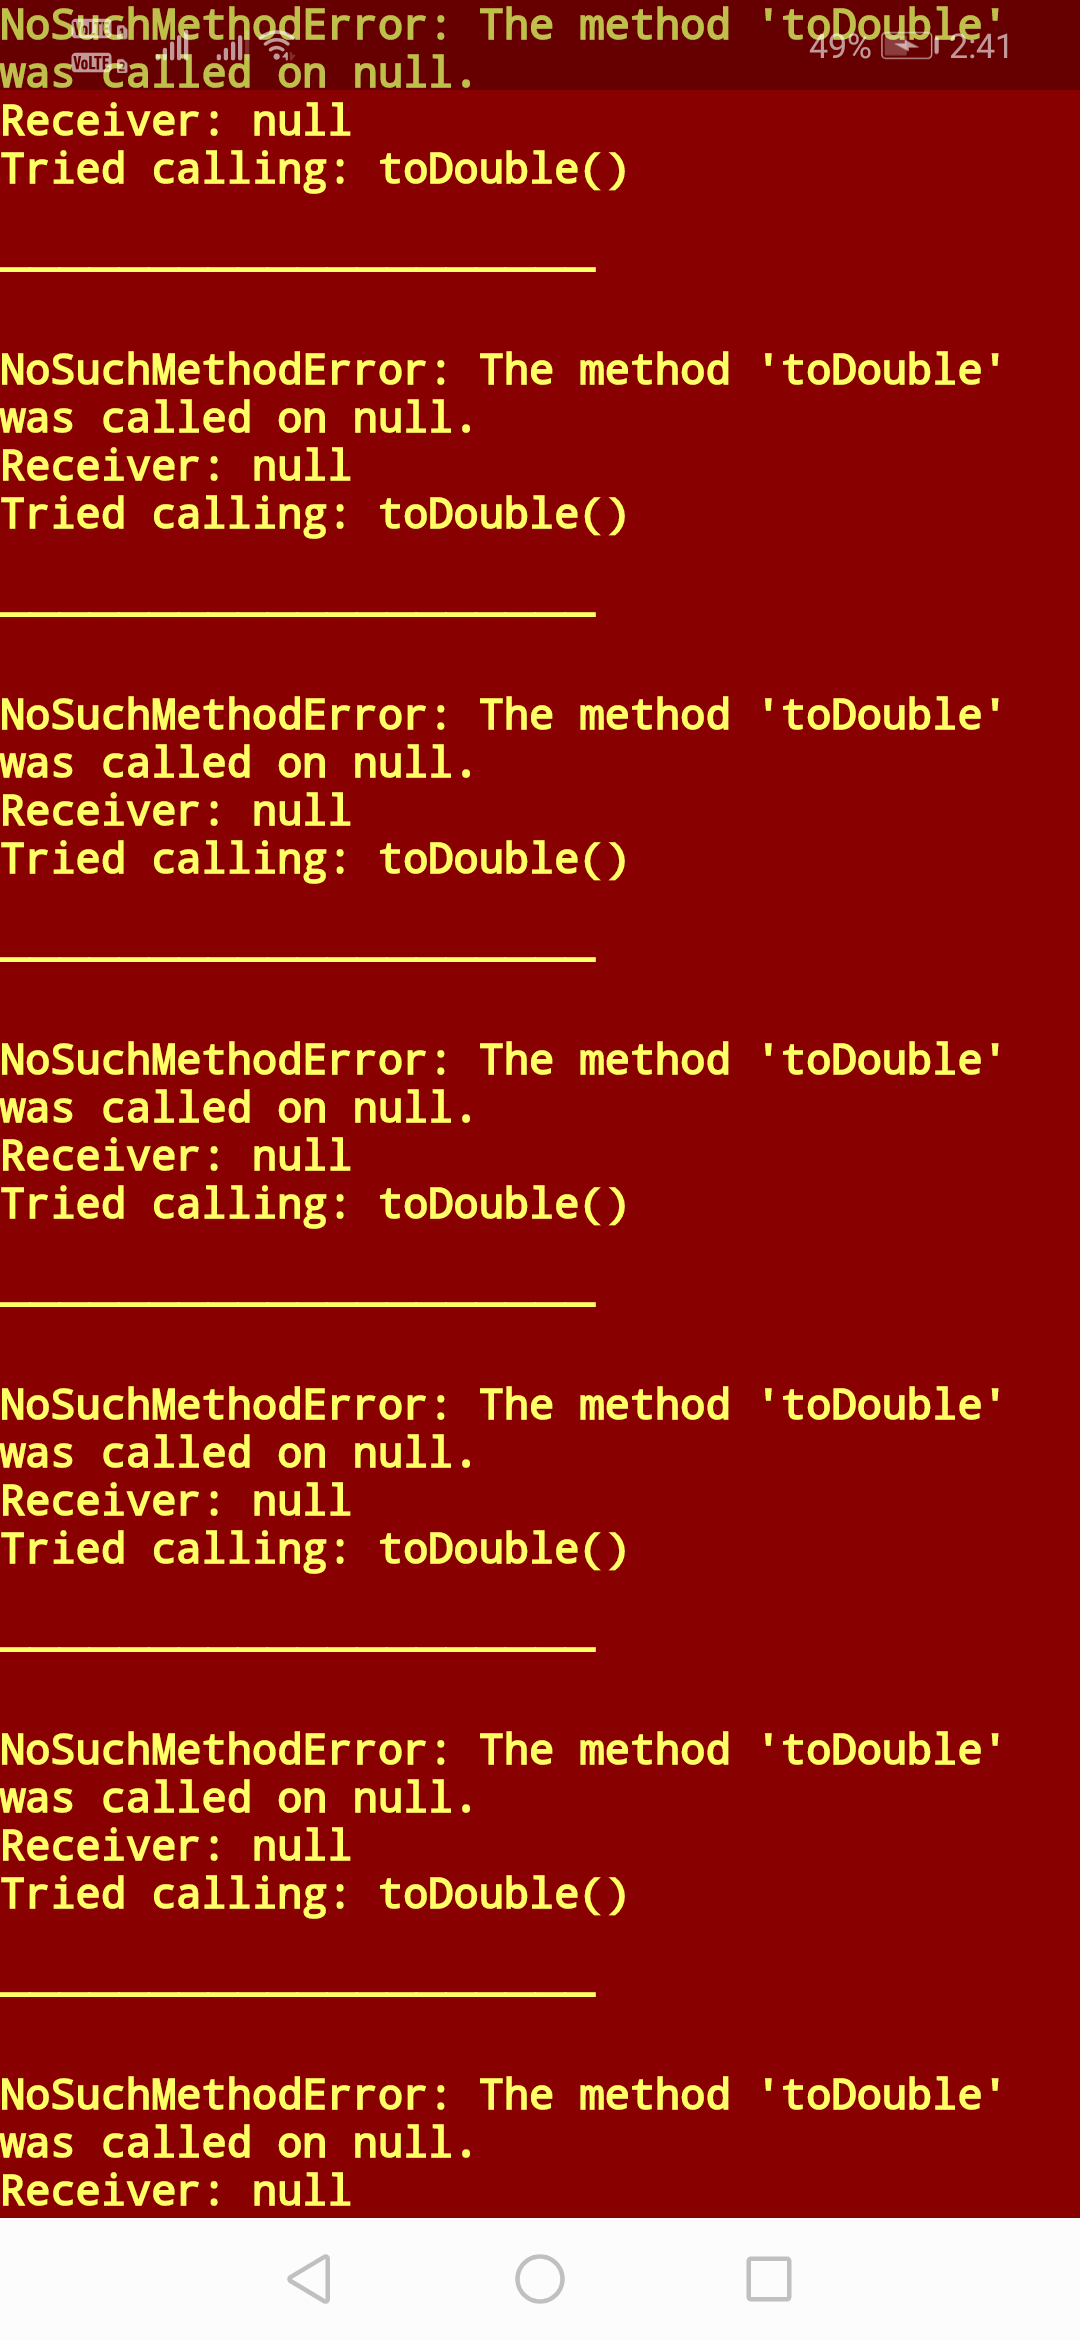 NoSuchMethodError: The method 'toDouble'
VoLTE 49% 2:41
was called on null.
Receiver: null
Tried calling: toDouble()
NoSuchMethodError: The method 'toDouble'
was called on null.
Receiver: null
Tried calling: toDouble()
NoSuchMethodError: The method 'toDouble'
was called on null.
Receiver: null
Tried calling: toDouble()
NoSuchMethodError: The method 'toDouble'
was called on null.
Receiver: null
Tried calling: toDouble()
NoSuchMethodError: The method 'toDouble'
was called on null.
Receiver: null
Tried calling: toDouble()
NoSuchMethodError: The method 'toDouble'
was called on null.
Receiver: null
Tried calling: toDouble()
NoSuchMethodError: The method 'toDouble'
was called on null.
Receiver: null